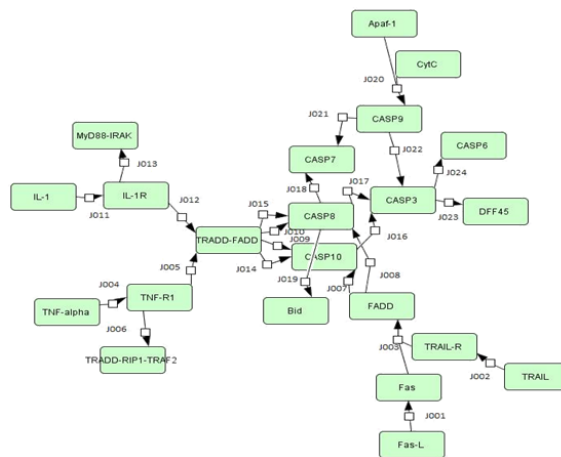 Apaf-1
CytC
J020
J021
CASP9
MyD88-IRAK
J022
CASP6
CASP7
J013
J017
J024
J018
IL-1
IL-1R
J012
J015
CASP3
J011
CASP8
J023
DFF45
J010
TRADD-FADD
J009
J016
J005
J014
CASP10
J004
TNF-R1
J019
J007
J008
TNF-alpha
Bid
FADD
J006
J003
TRAIL-R
TRADD-RIP1-TRAF2
J002
TRAIL
Fas
J001
Fas-L